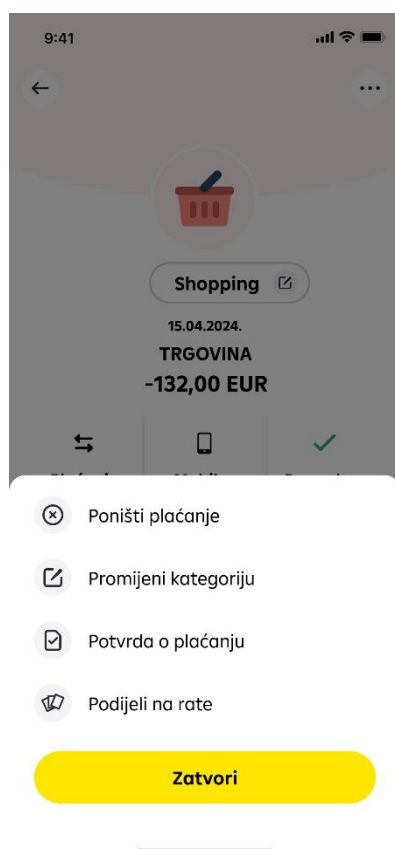 9:41
Shopping
15.04.2024.
TRGOVINA
-132,00 EUR
Poništi plaćanje
Promijeni kategoriju
Potvrda o plaćanju
Podijeli na rate
Zatvori